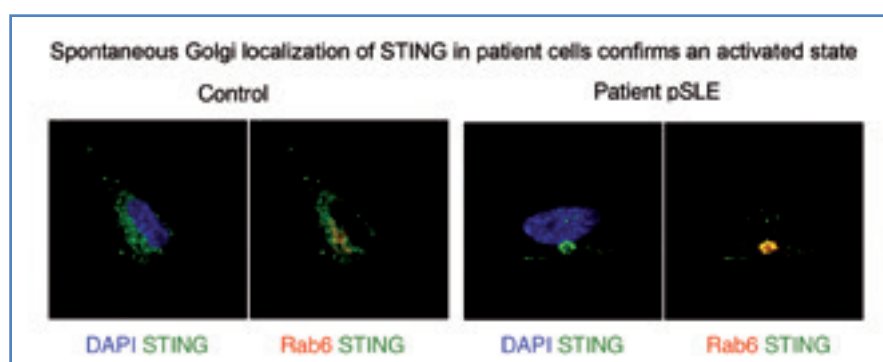 Spontaneous Golgi localization of STING in patient cells confirms an activated state
Control Patient pSLE
DAPI STING Rab6 STING DAPI STING Rab6 STING